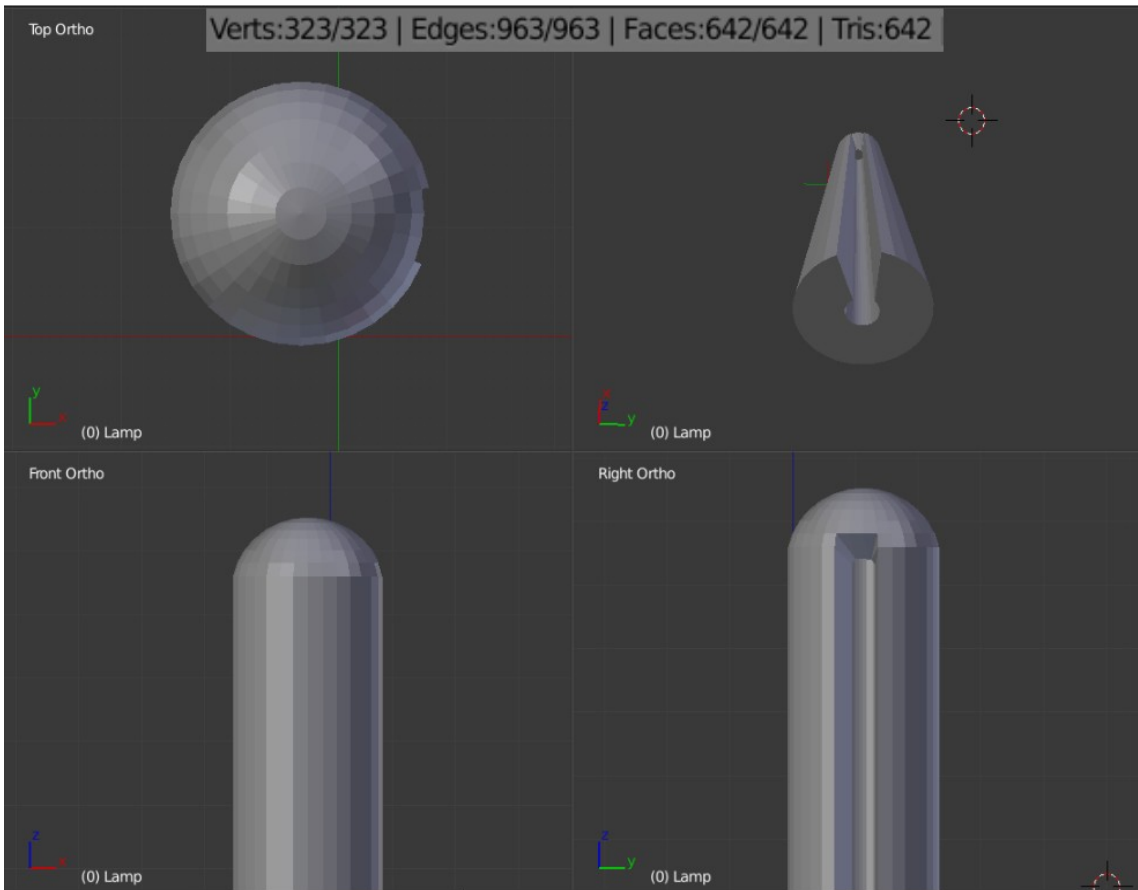 Top Ortho
Verts:323/323 | Edges:963/963 | Faces:642/642 | Tris:642
y
x
(0) Lamp
x
z
y
(0) Lamp
Front Ortho
Right Ortho
z
x
(0) Lamp
z
y
(0) Lamp